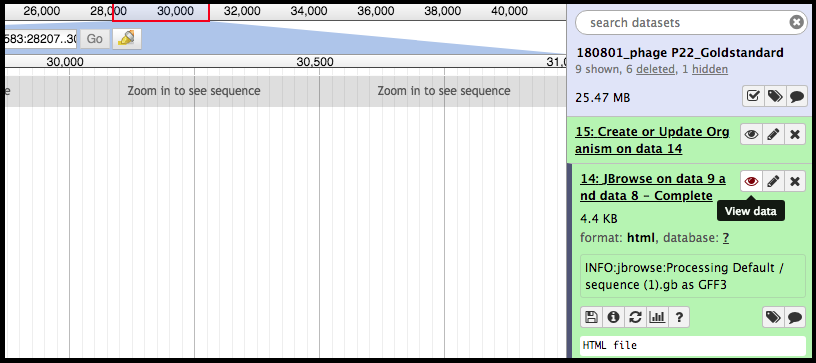 26,000 28,000 30,000 32,000 34,000 36,000 38,000 40,000
583:28207..30 Go
30,000 30,500 31,0
e Zoom in to see sequence Zoom in to see sequence
search datasets
180801_phage P22_Goldstandard
9 shown, 6 deleted, 1 hidden
25.47 MB
15: Create or Update Org
anism on data 14
14: JBrowse on data 9 a
nd data 8 - Complete
View data
4.4 KB
format: html, database: ?
INFO:jbrowse:Processing Default /
sequence (1).gb as GFF3
?
HTML file